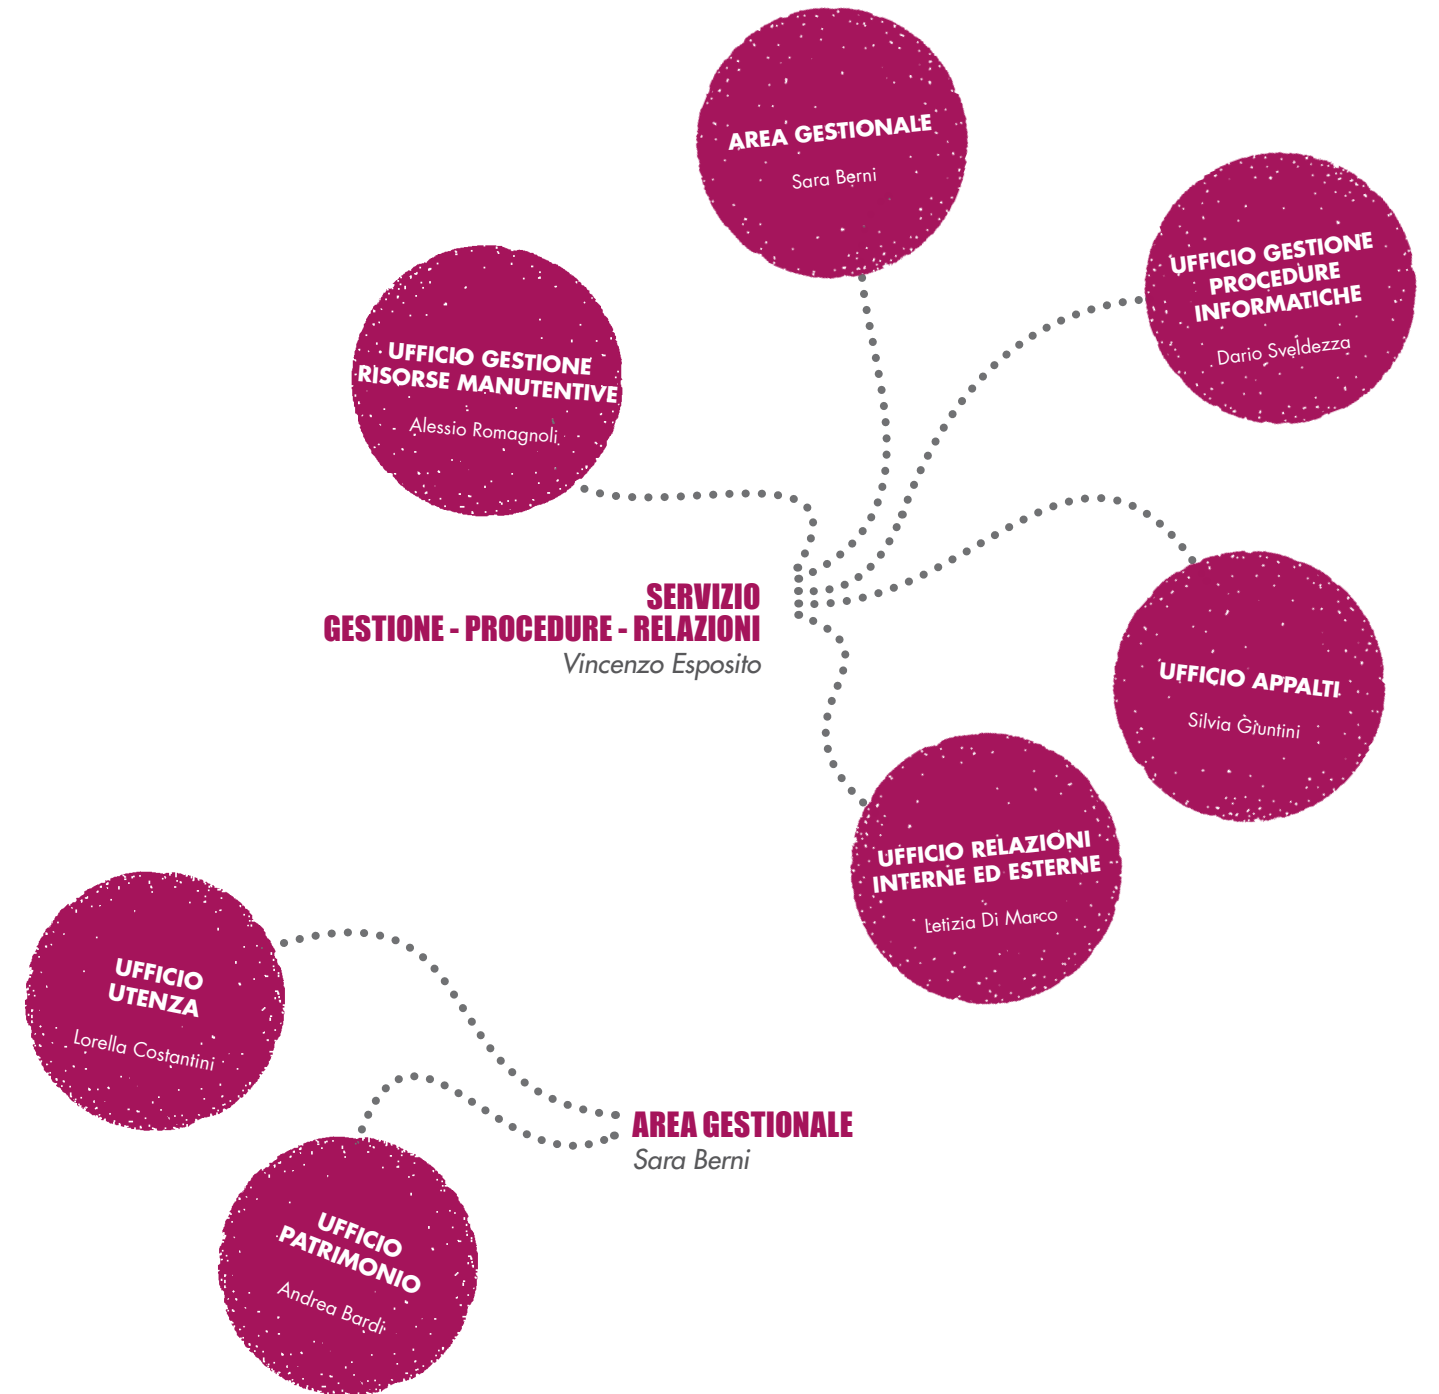 AREA GESTIONALE
Sara Berni
UFFICIO GESTIONE
PROCEDURE
INFORMATICHE
Dario Sveldezza
UFFICIO GESTIONE
RISORSE MANUTENTIVE
Alessio Romagnoli
SERVIZIO
GESTIONE - PROCEDURE - RELAZIONI
Vincenzo Esposito
UFFICIO APPALTI
Silvia Giuntini
UFFICIO RELAZIONI
INTERNE ED ESTERNE
Letizia Di Marco
UFFICIO
UTENZA
Lorella Costantini
AREA GESTIONALE
Sara Berni
UFFICIO
PATRIMONIO
Andrea Bardi